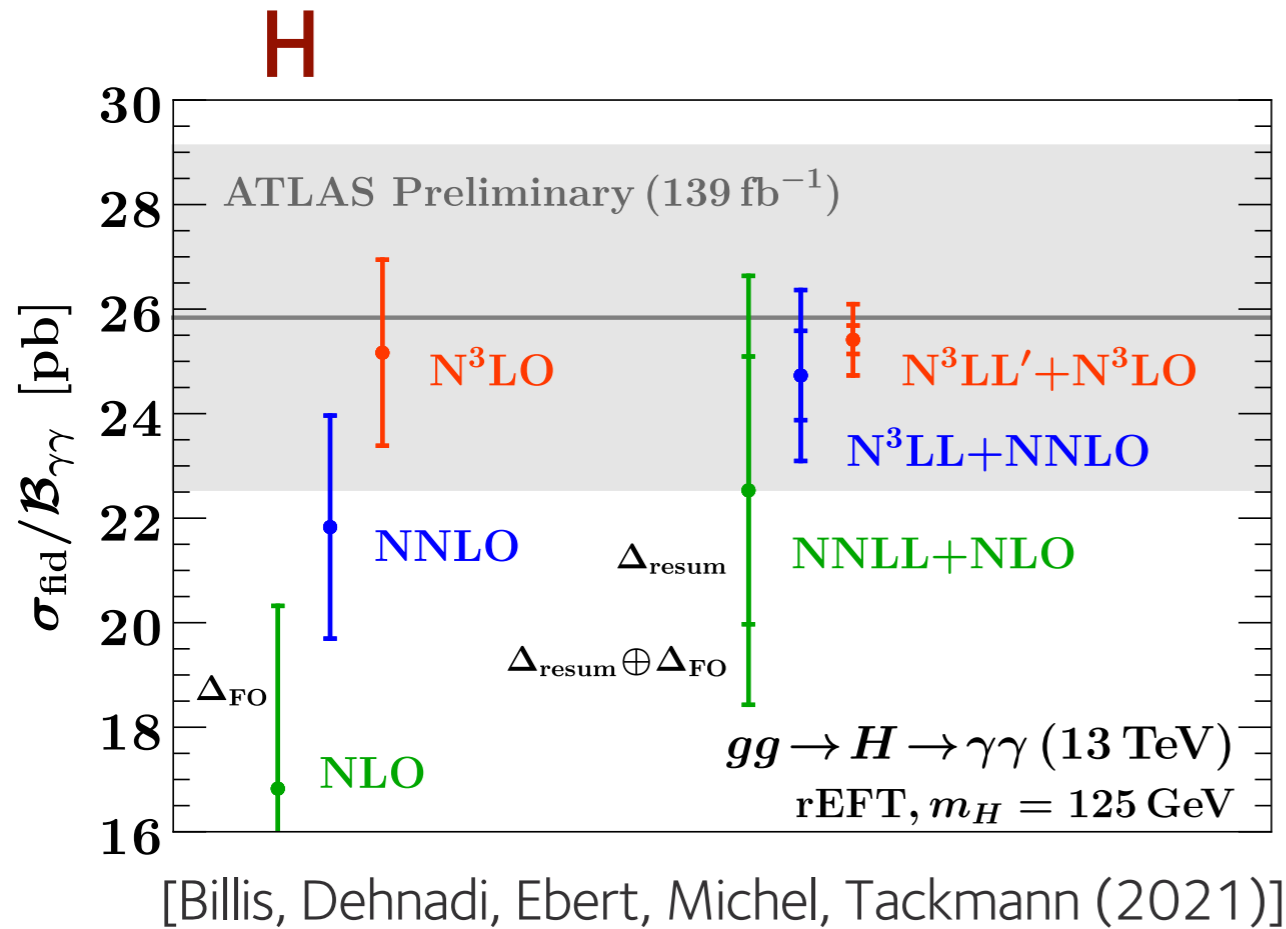 H
30
28
26
24
22
20
18
16
σ_fid/𝓑_γγ [pb]
ATLAS Preliminary (139 fb⁻¹)
N³LO
N³LL′+N³LO
N³LL+NNLO
NNLO
Δ_resum
NNLL+NLO
Δ_resum⊕Δ_FO
Δ_FO
NLO
gg→H→γγ (13 TeV)
rEFT, m_H = 125 GeV
[Billis, Dehnadi, Ebert, Michel, Tackmann (2021)]